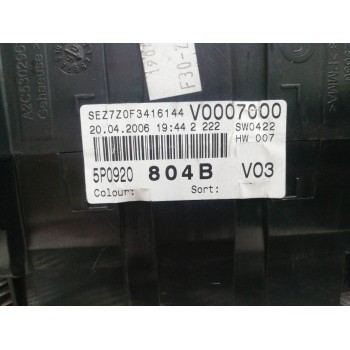 SEZ7Z0F3416144 V0007000
20.04.2006 19:44 2 222 SW0422
HW 007
5P0920 804B V03
Colour: Sort: